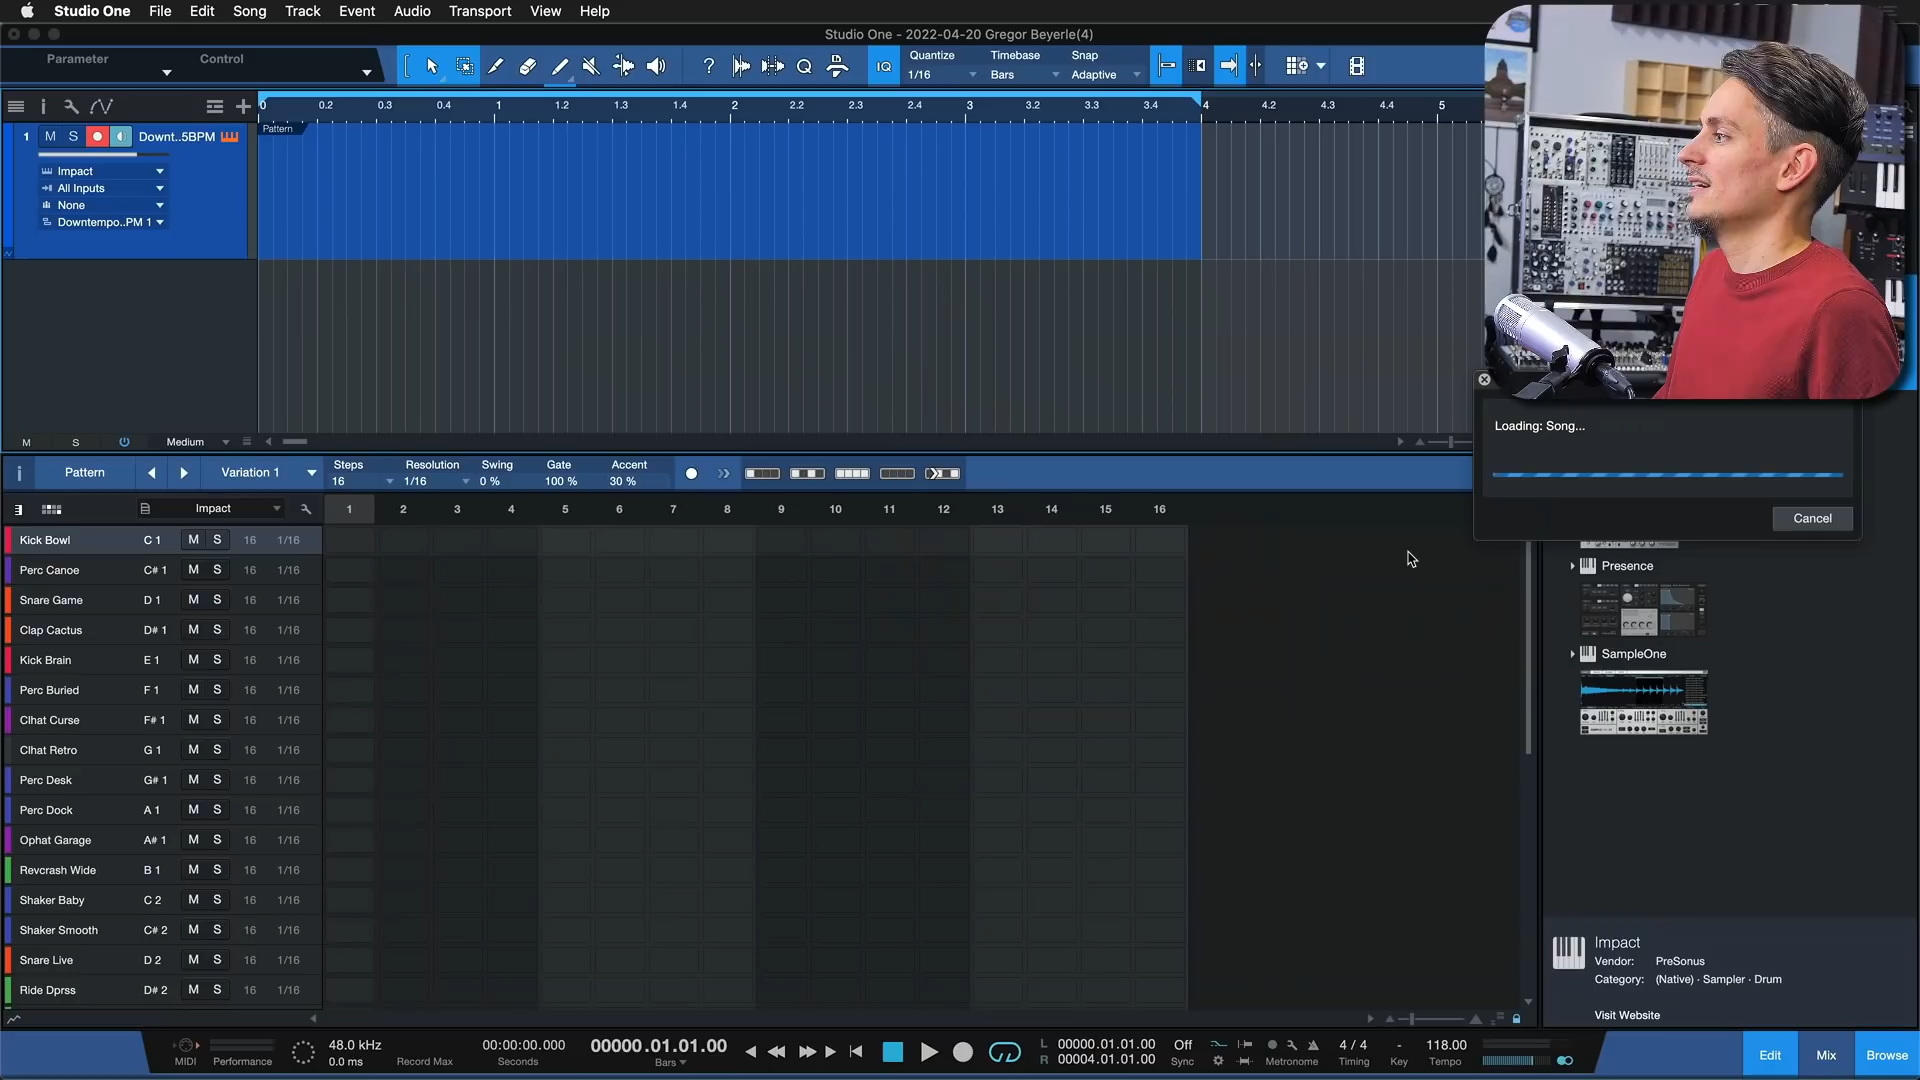 Studio One File Edit Song Track Event Audio Transport View Help
Studio One - 2022-04-20 Gregor Beyerle(4)
Parameter Control
IQ Quantize 1/16 Timebase Bars Snap Adaptive
0 0.2 0.3 0.4 1 1.2 1.3 1.4 2 2.2 2.3 2.4 3 3.2 3.3 3.4 4 4.2 4.3 4.4 5
Pattern
1 M S Downt..5BPM
Impact
All Inputs
None
Downtempo..PM 1
M S Medium
Loading: Song...
Cancel
Pattern Variation 1
Steps 16 Resolution 1/16 Swing 0 % Gate 100 % Accent 30 %
Impact 1 2 3 4 5 6 7 8 9 10 11 12 13 14 15 16
Kick Bowl C 1 M S 16 1/16
Perc Canoe C# 1 M S 16 1/16
Snare Game D 1 M S 16 1/16
Clap Cactus D# 1 M S 16 1/16
Kick Brain E 1 M S 16 1/16
Perc Buried F 1 M S 16 1/16
Clhat Curse F# 1 M S 16 1/16
Clhat Retro G 1 M S 16 1/16
Perc Desk G# 1 M S 16 1/16
Perc Dock A 1 M S 16 1/16
Ophat Garage A# 1 M S 16 1/16
Revcrash Wide B 1 M S 16 1/16
Shaker Baby C 2 M S 16 1/16
Shaker Smooth C# 2 M S 16 1/16
Snare Live D 2 M S 16 1/16
Ride Dprss D# 2 M S 16 1/16
Presence
SampleOne
Impact
Vendor: PreSonus
Category: (Native) · Sampler · Drum
Visit Website
48.0 kHz 00:00:00.000 00000.01.01.00 L 00000.01.01.00 Off 4 / 4 - 118.00
MIDI Performance 0.0 ms Record Max Seconds Bars R 00004.01.01.00 Sync Metronome Timing Key Tempo
Edit Mix Browse